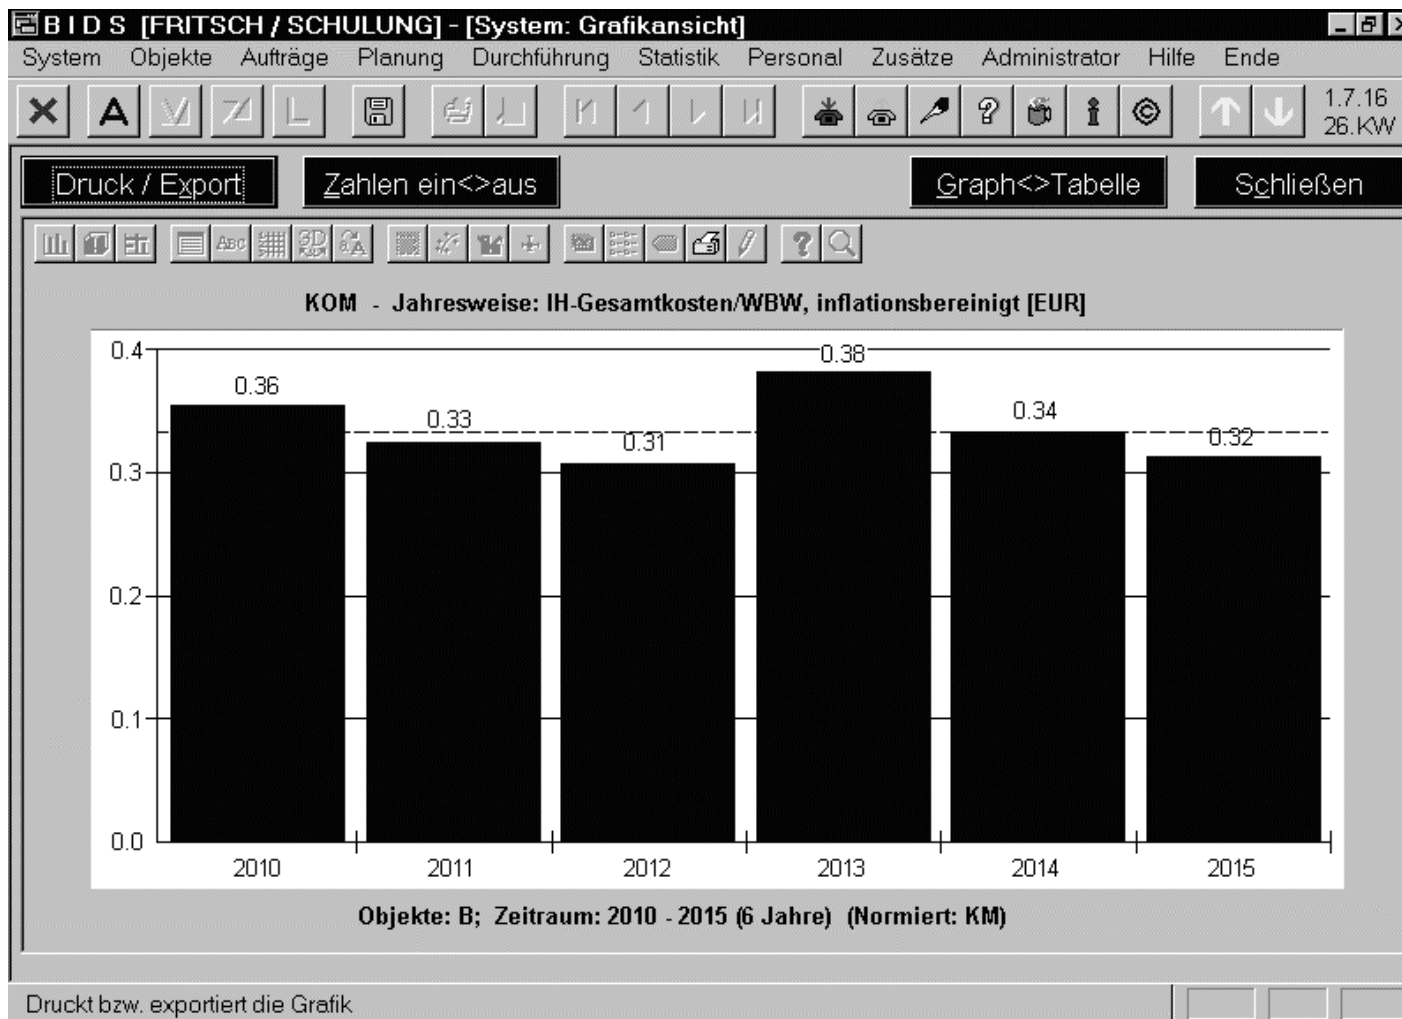 B I D S [FRITSCH / SCHULUNG] - [System: Grafikansicht]
System Objekte Aufträge Planung Durchführung Statistik Personal Zusätze Administrator Hilfe Ende
1.7.16
26.KW
Druck / Export Zahlen ein<>aus Graph<>Tabelle Schließen
ABC 3D
KOM - Jahresweise: IH-Gesamtkosten/WBW, inflationsbereinigt [EUR]
0.4
0.38
0.36
0.33
0.34
0.31
0.32
0.3
0.2
0.1
0.0
2010 2011 2012 2013 2014 2015
Objekte: B; Zeitraum: 2010 - 2015 (6 Jahre) (Normiert: KM)
Druckt bzw. exportiert die Grafik